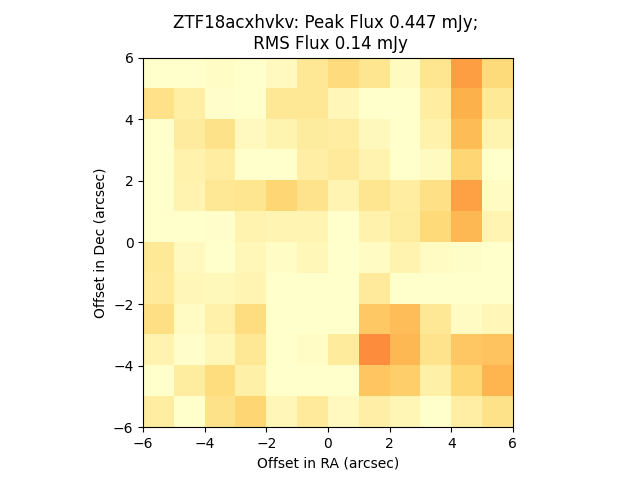 ZTF18acxhvkv: Peak Flux 0.447 mJy;
RMS Flux 0.14 mJy
6
4
2
0
−2
−4
−6
Offset in Dec (arcsec)
−6 −4 −2 0 2 4 6
Offset in RA (arcsec)